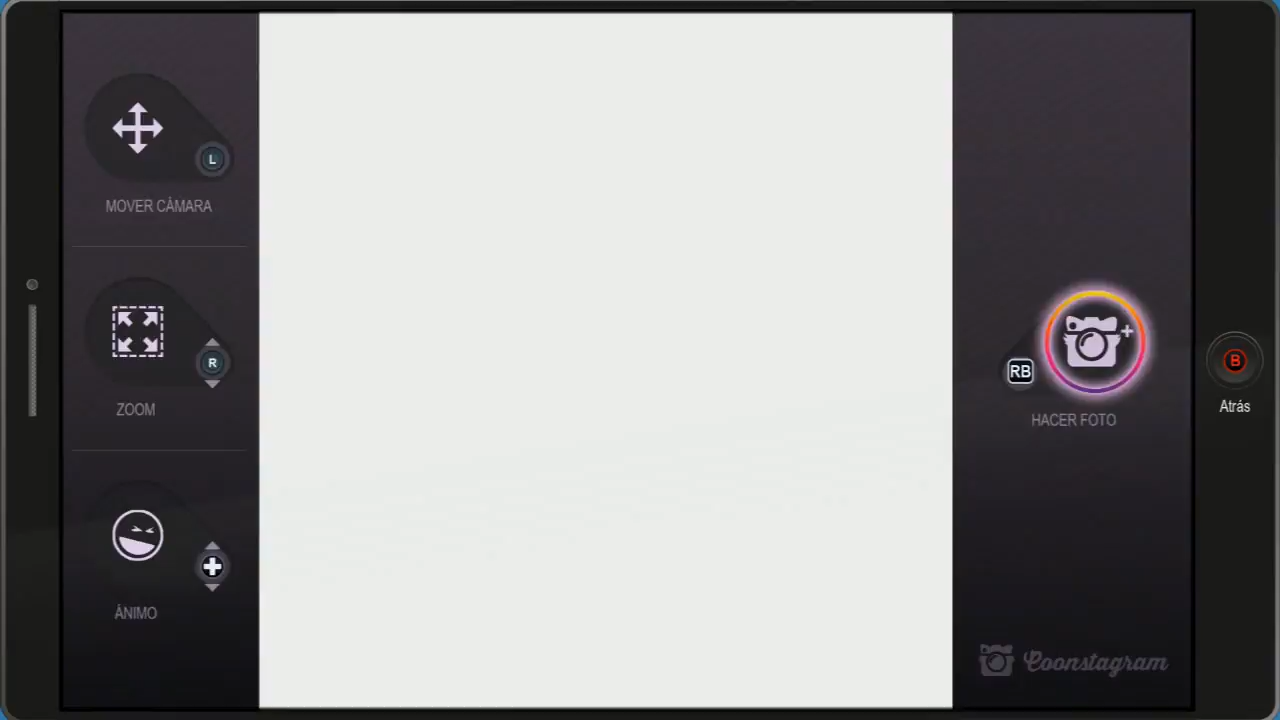 L
MOVER CÁMARA
R
ZOOM
ÁNIMO
RB
HACER FOTO
B
Atrás
Coonstagram